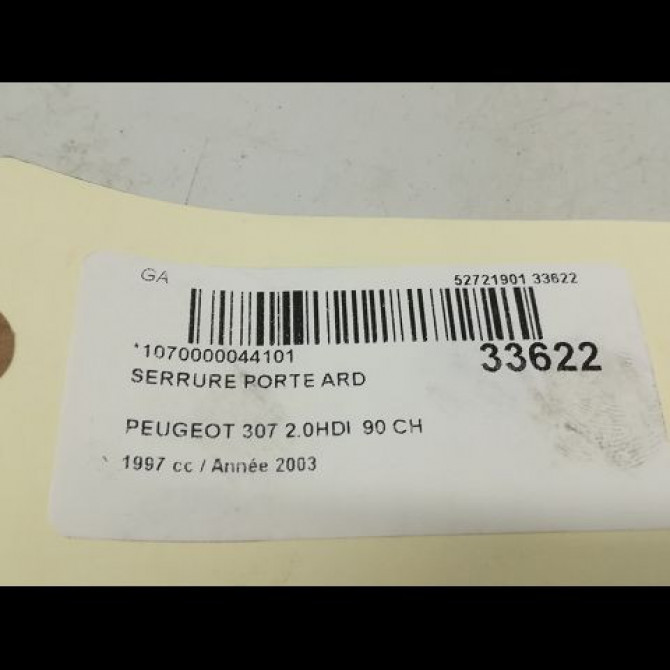 GA 52721901 33622
*1070000044101 33622
SERRURE PORTE ARD
PEUGEOT 307 2.0HDI 90 CH
1997 cc / Année 2003